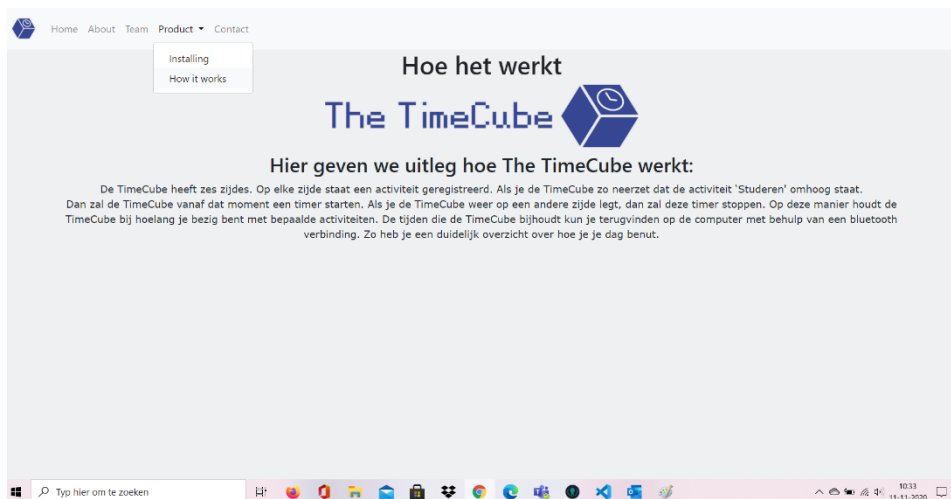 Home About Team Product Contact
Installing
How it works
Hoe het werkt
The TimeCube
Hier geven we uitleg hoe The TimeCube werkt:
De TimeCube heeft zes zijdes. Op elke zijde staat een activiteit geregistreerd. Als je de TimeCube zo neerzet dat de activiteit `Studeren' omhoog staat.
Dan zal de TimeCube vanaf dat moment een timer starten. Als je de TimeCube weer op een andere zijde legt, dan zal deze timer stoppen. Op deze manier houdt de
TimeCube bij hoelang je bezig bent met bepaalde activiteiten. De tijden die de TimeCube bijhoudt kun je terugvinden op de computer met behulp van een bluetooth
verbinding. Zo heb je een duidelijk overzicht over hoe je je dag benut.
Typ hier om te zoeken
10:33
11-11-2020